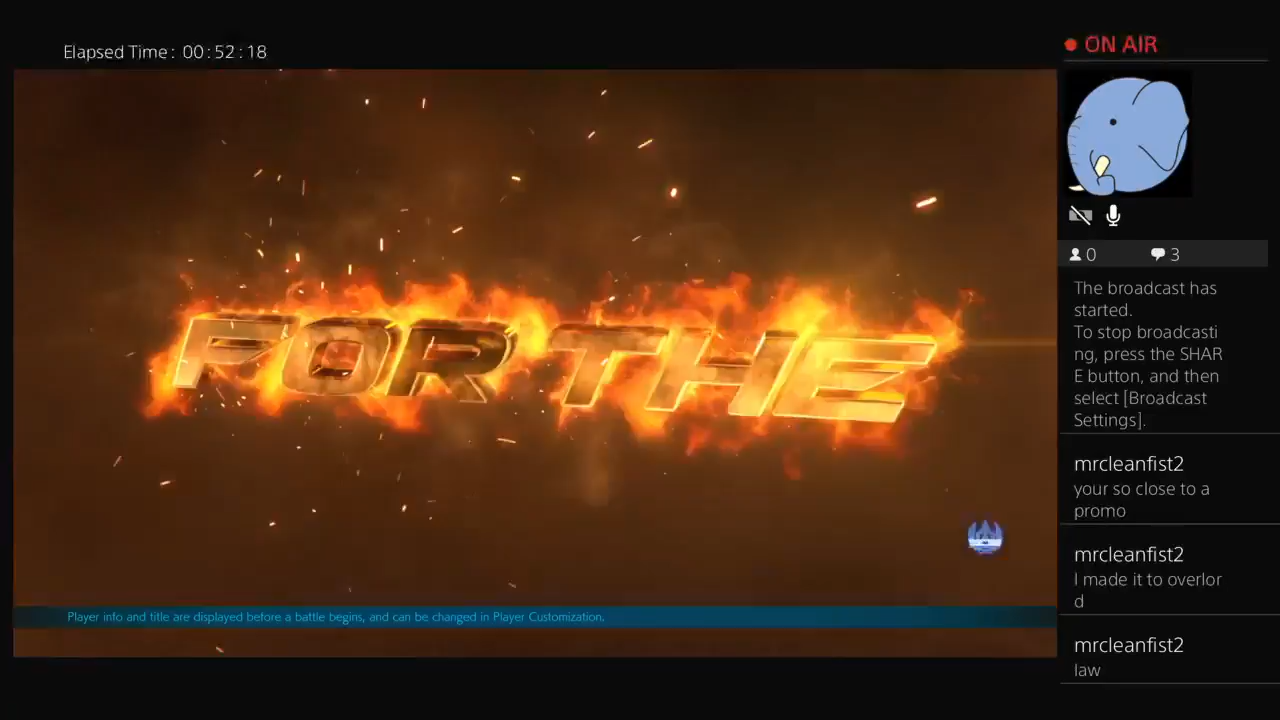 Elapsed Time: 00:52:18
ON AIR
FOR THE
0
3
The broadcast has
started.
To stop broadcasti
ng, press the SHAR
E button, and then
select [Broadcast
Settings].
mrcleanfist2
your so close to a
promo
mrcleanfist2
I made it to overlor
d
mrcleanfist2
law
Player info and title are displayed before a battle begins, and can be changed in Player Customization.